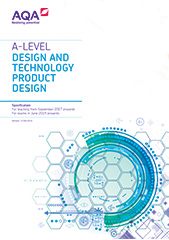 AQA
Realising potential
A-LEVEL
DESIGN AND
TECHNOLOGY
PRODUCT
DESIGN
Specification
For teaching from September 2017 onwards
For exams in June 2019 onwards